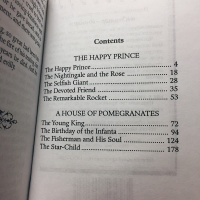 Contents
THE HAPPY PRINCE
The Happy Prince 4
The Nightingale and the Rose 18
The Selfish Giant 28
The Devoted Friend 35
The Remarkable Rocket 53
A HOUSE OF POMEGRANATES
The Young King 72
The Birthday of the Infanta 94
The Fisherman and His Soul 124
The Star-Child 178